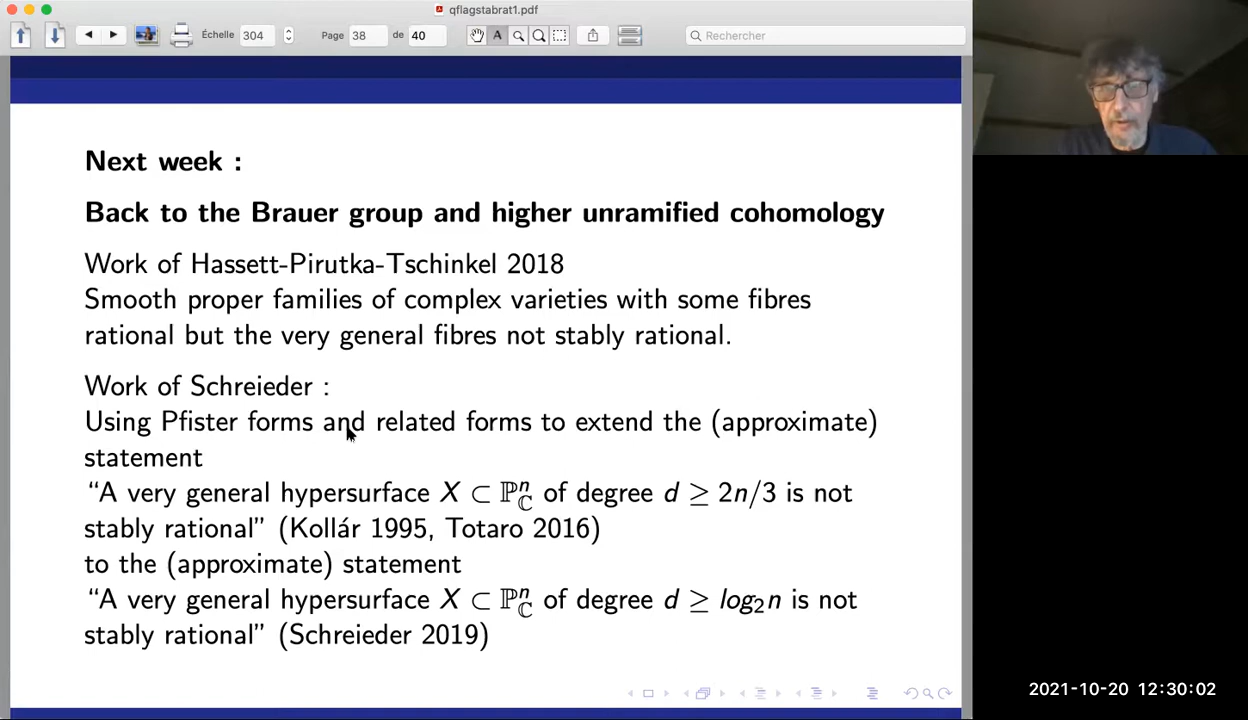 qflagstabrat1.pdf
Échelle 304 Page 38 de 40 Rechercher
Next week :
Back to the Brauer group and higher unramified cohomology
Work of Hassett-Pirutka-Tschinkel 2018
Smooth proper families of complex varieties with some fibres
rational but the very general fibres not stably rational.
Work of Schreieder :
Using Pfister forms and related forms to extend the (approximate)
statement
“A very general hypersurface X ⊂ ℙⁿ_ℂ of degree d ≥ 2n/3 is not
stably rational” (Kollár 1995, Totaro 2016)
to the (approximate) statement
“A very general hypersurface X ⊂ ℙⁿ_ℂ of degree d ≥ log₂n is not
stably rational” (Schreieder 2019)
2021-10-20 12:30:02